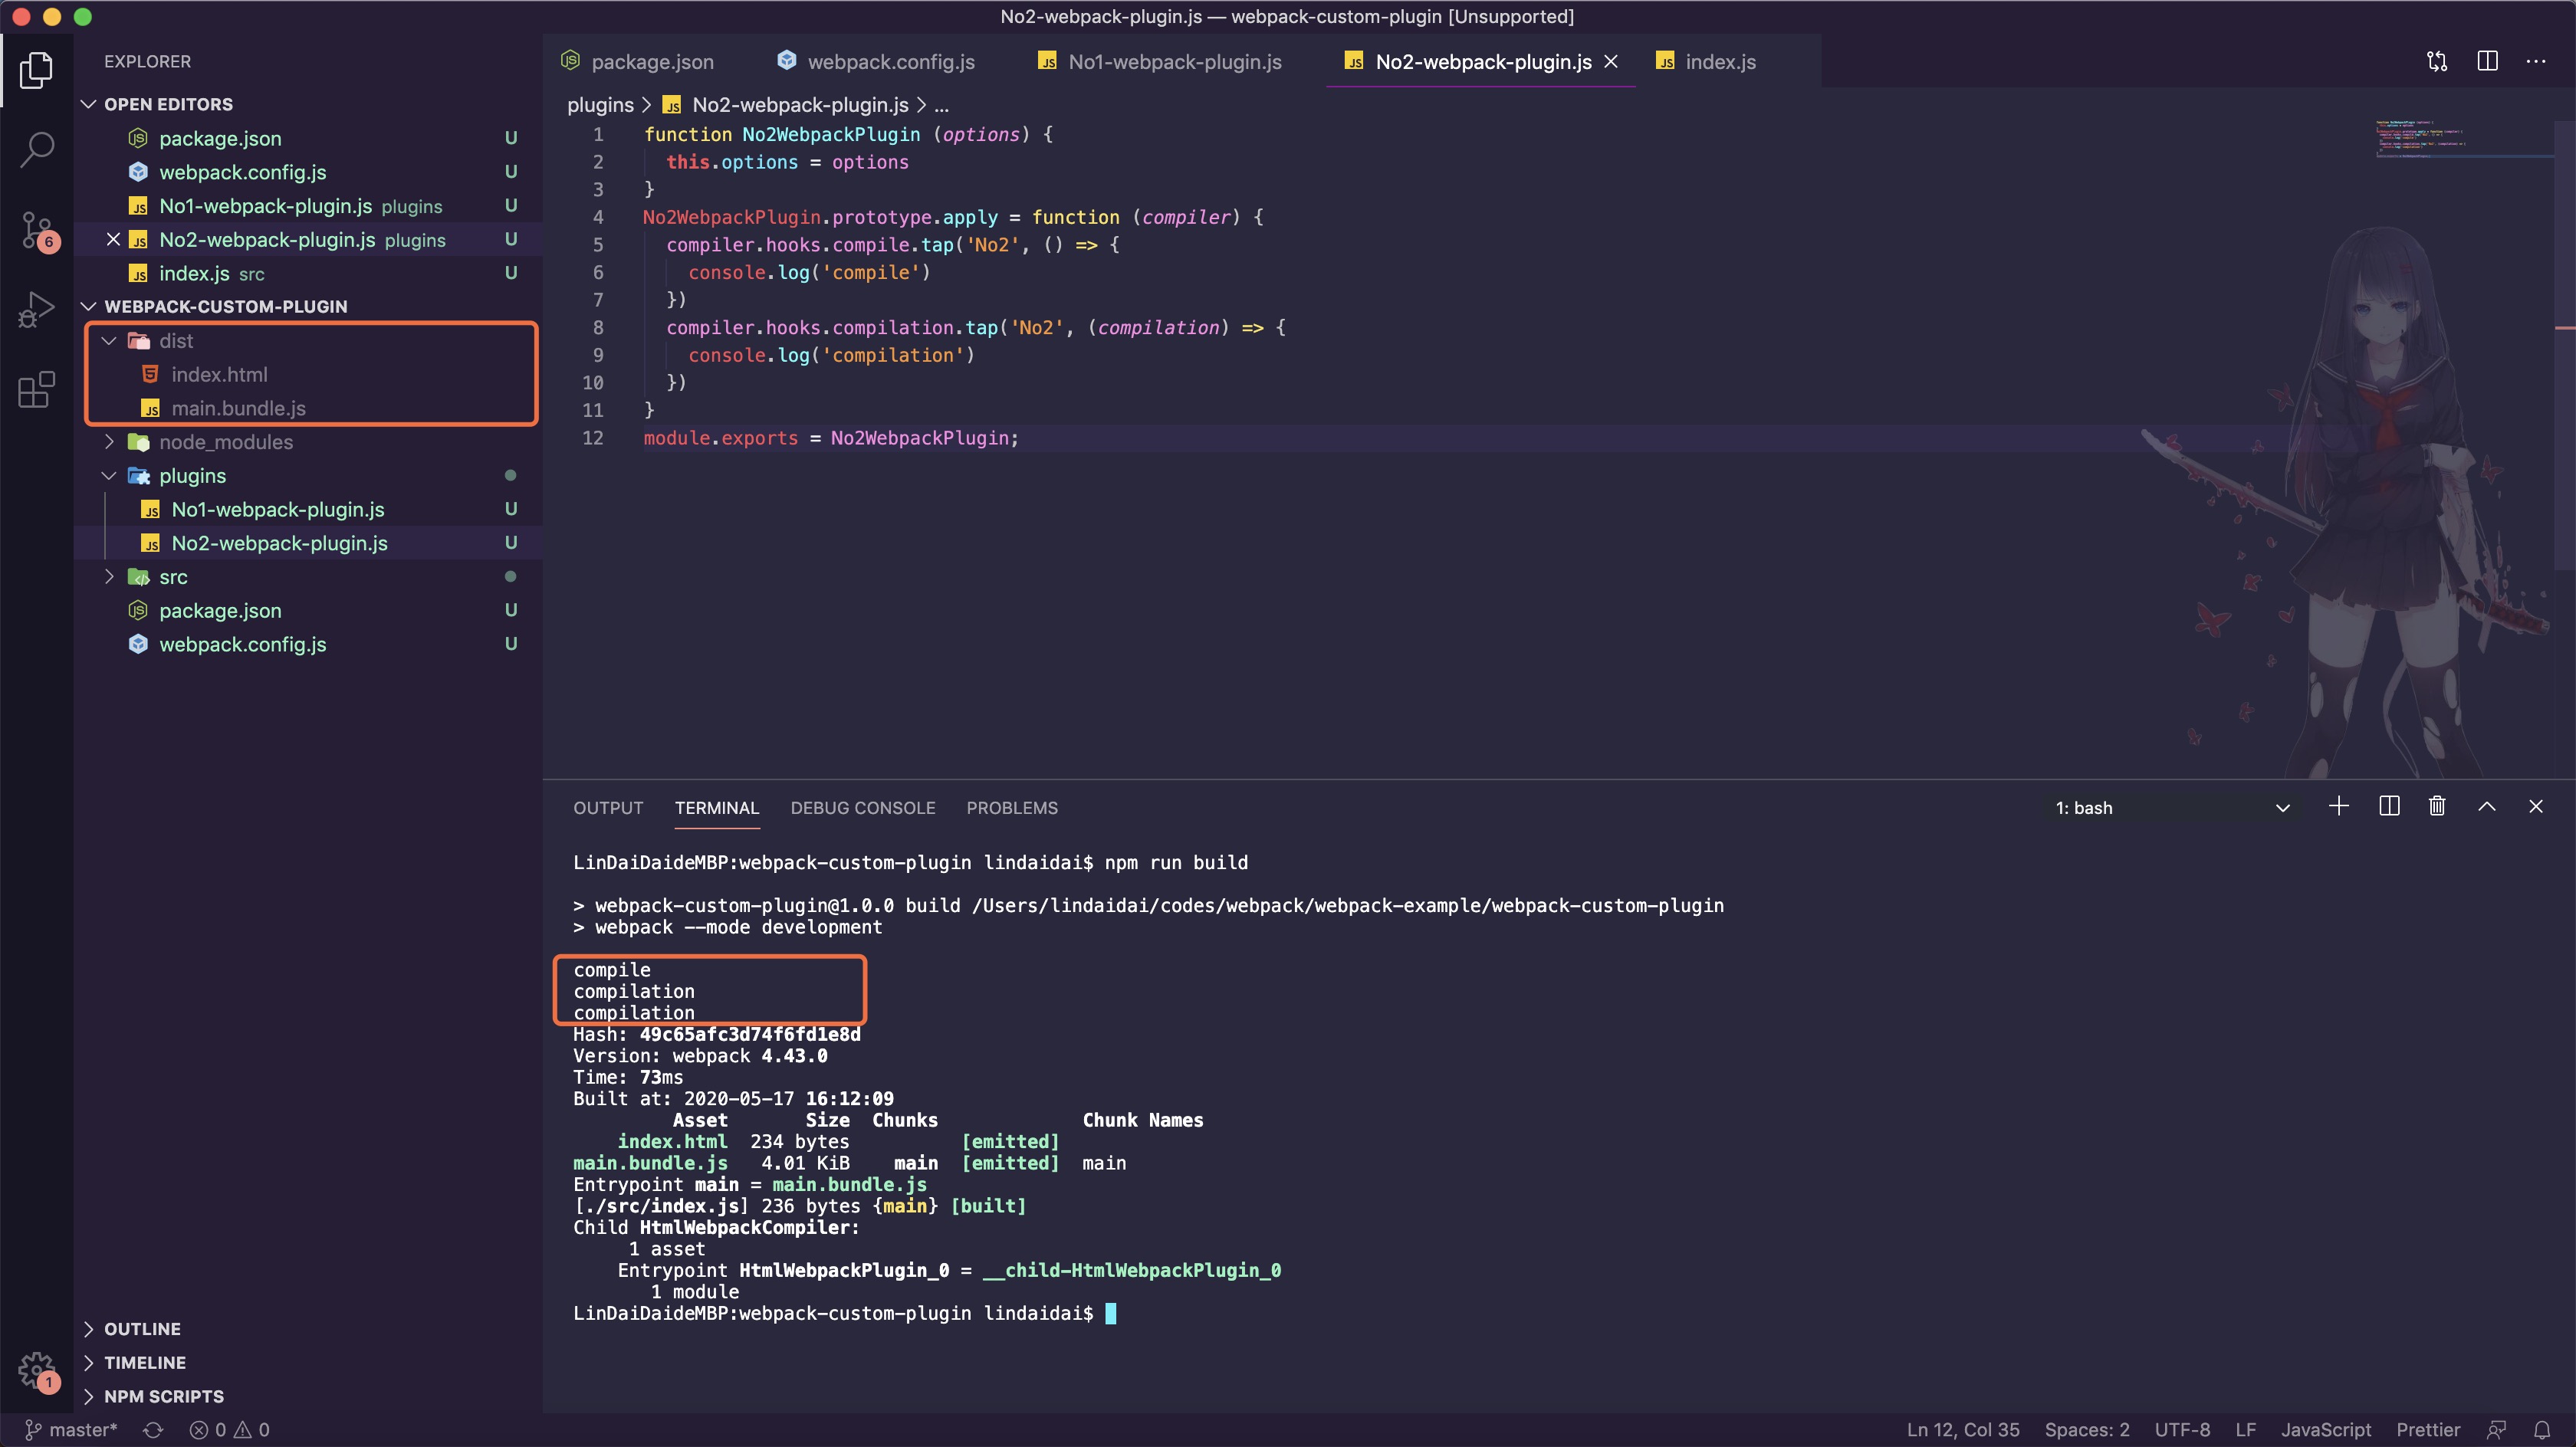 No2-webpack-plugin.js — webpack-custom-plugin [Unsupported]
EXPLORER
OPEN EDITORS
package.json U
webpack.config.js U
No1-webpack-plugin.js plugins U
No2-webpack-plugin.js plugins U
index.js src U
WEBPACK-CUSTOM-PLUGIN
dist
index.html
main.bundle.js
node_modules
plugins
No1-webpack-plugin.js U
No2-webpack-plugin.js U
src
package.json U
webpack.config.js U
OUTLINE
TIMELINE
NPM SCRIPTS
6
1
package.json webpack.config.js No1-webpack-plugin.js No2-webpack-plugin.js index.js
plugins > No2-webpack-plugin.js > ...
1 function No2WebpackPlugin (options) {
2 this.options = options
3 }
4 No2WebpackPlugin.prototype.apply = function (compiler) {
5 compiler.hooks.compile.tap('No2', () => {
6 console.log('compile')
7 })
8 compiler.hooks.compilation.tap('No2', (compilation) => {
9 console.log('compilation')
10 })
11 }
12 module.exports = No2WebpackPlugin;
OUTPUT TERMINAL DEBUG CONSOLE PROBLEMS 1: bash
LinDaiDaideMBP:webpack-custom-plugin lindaidai$ npm run build
> webpack-custom-plugin@1.0.0 build /Users/lindaidai/codes/webpack/webpack-example/webpack-custom-plugin
> webpack --mode development
compile
compilation
compilation
Hash: 49c65afc3d74f6fd1e8d
Version: webpack 4.43.0
Time: 73ms
Built at: 2020-05-17 16:12:09
Asset Size Chunks Chunk Names
index.html 234 bytes [emitted]
main.bundle.js 4.01 KiB main [emitted] main
Entrypoint main = main.bundle.js
[./src/index.js] 236 bytes {main} [built]
Child HtmlWebpackCompiler:
1 asset
Entrypoint HtmlWebpackPlugin_0 = __child-HtmlWebpackPlugin_0
1 module
LinDaiDaideMBP:webpack-custom-plugin lindaidai$
master* 0 0 Ln 12, Col 35 Spaces: 2 UTF-8 LF JavaScript Prettier